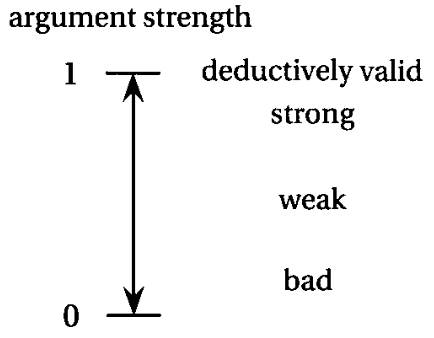 argument strength
1 deductively valid
strong
weak
bad
0